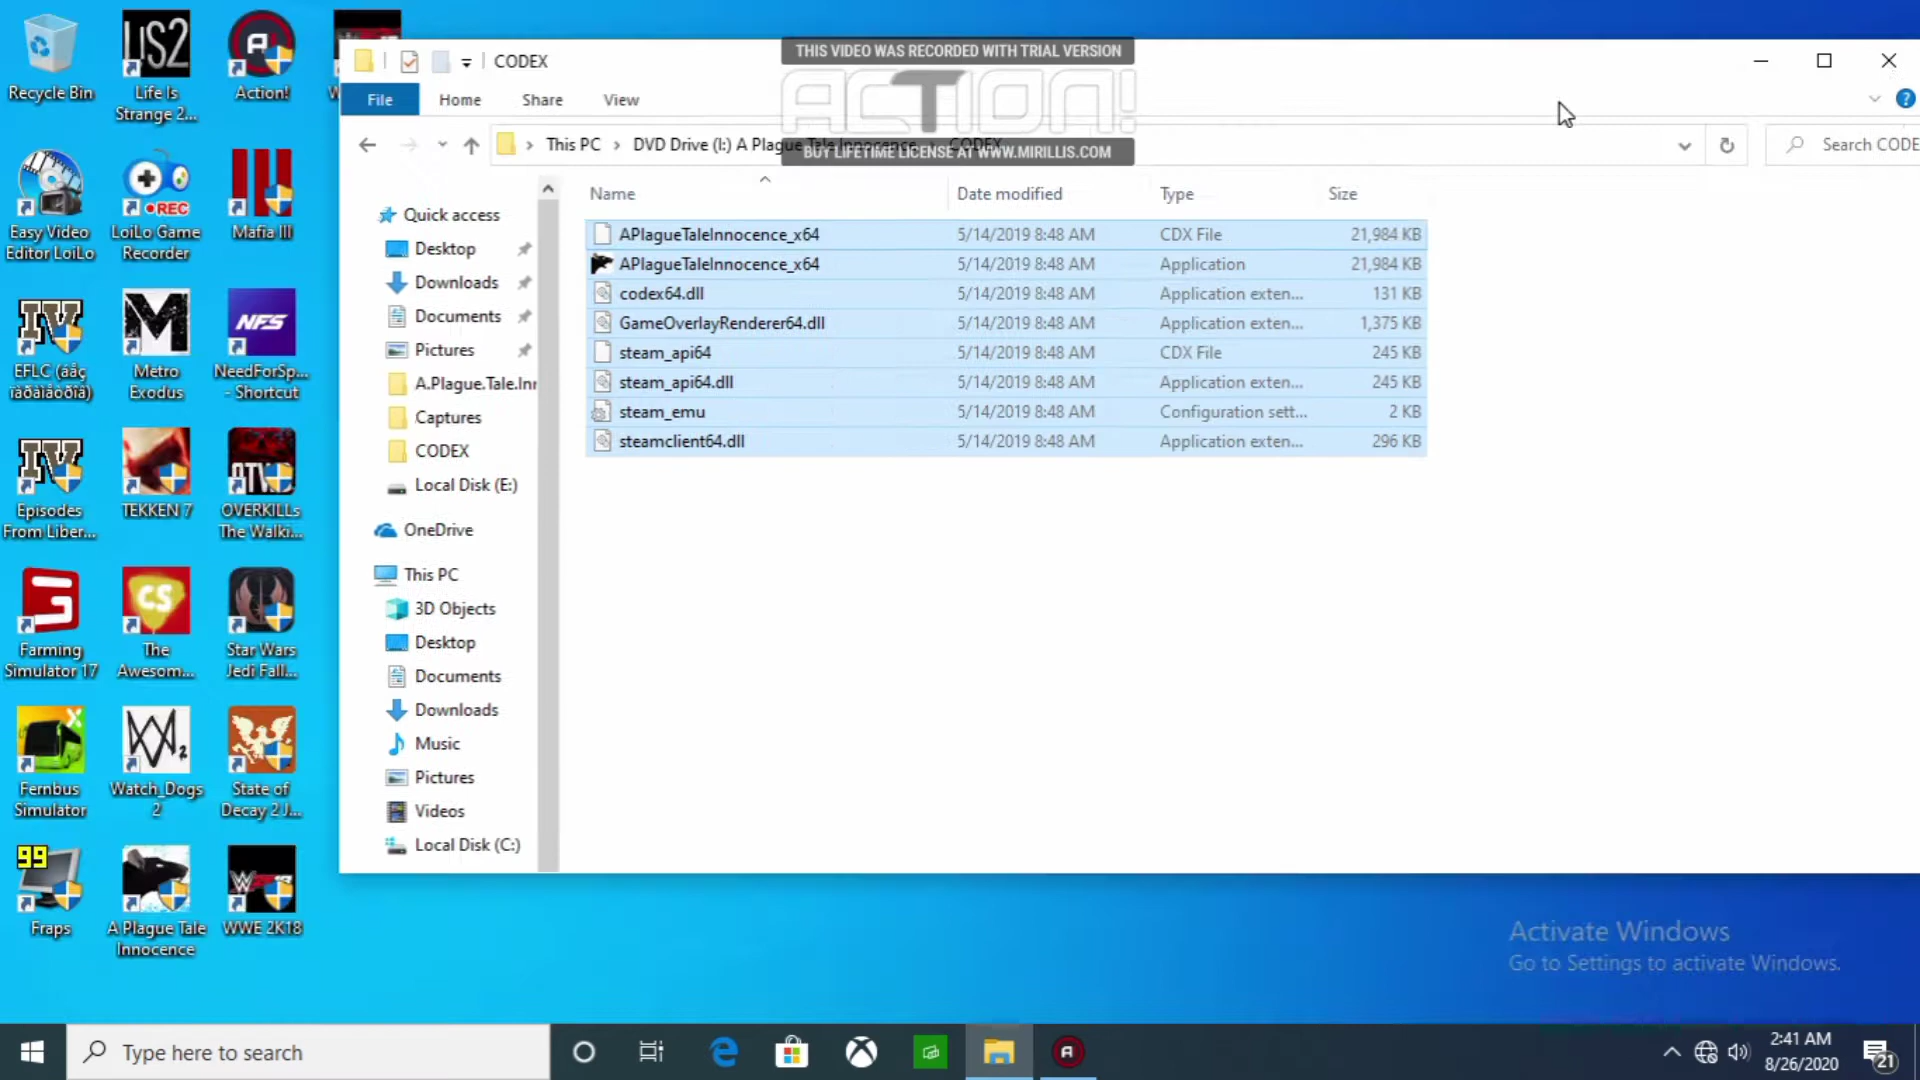 Recycle Bin
Life Is
Strange 2...
Action!
Easy Video
Editor LoiLo
LoiLo Game
Recorder
REC
Mafia III
EFLC (áåç
ïàðàìåòðîâ)
Metro
Exodus
NFS
NeedForSp...
- Shortcut
IV
Episodes
From Liber...
TEKKEN 7
OTWD
OVERKILLs
The Walki...
Farming
Simulator 17
CS
The
Awesom...
Star Wars
Jedi Fall...
Fernbus
Simulator
Watch_Dogs
2
State of
Decay 2 J...
99
Fraps
A Plague Tale
Innocence
WWE 2K18
CODEX
THIS VIDEO WAS RECORDED WITH TRIAL VERSION
ACTION!
BUY LIFETIME LICENSE AT WWW.MIRILLIS.COM
File
Home
Share
View
This PC
DVD Drive (I:) A Plague Tale Innocence
CODEX
Search CODE
Name
Date modified
Type
Size
Quick access
Desktop
Downloads
Documents
Pictures
A.Plague.Tale.Inr
Captures
CODEX
Local Disk (E:)
OneDrive
This PC
3D Objects
Desktop
Documents
Downloads
Music
Pictures
Videos
Local Disk (C:)
APlagueTaleInnocence_x64 5/14/2019 8:48 AM CDX File 21,984 KB
APlagueTaleInnocence_x64 5/14/2019 8:48 AM Application 21,984 KB
codex64.dll 5/14/2019 8:48 AM Application exten... 131 KB
GameOverlayRenderer64.dll 5/14/2019 8:48 AM Application exten... 1,375 KB
steam_api64 5/14/2019 8:48 AM CDX File 245 KB
steam_api64.dll 5/14/2019 8:48 AM Application exten... 245 KB
steam_emu 5/14/2019 8:48 AM Configuration sett... 2 KB
steamclient64.dll 5/14/2019 8:48 AM Application exten... 296 KB
Activate Windows
Go to Settings to activate Windows.
Type here to search
2:41 AM
8/26/2020
21